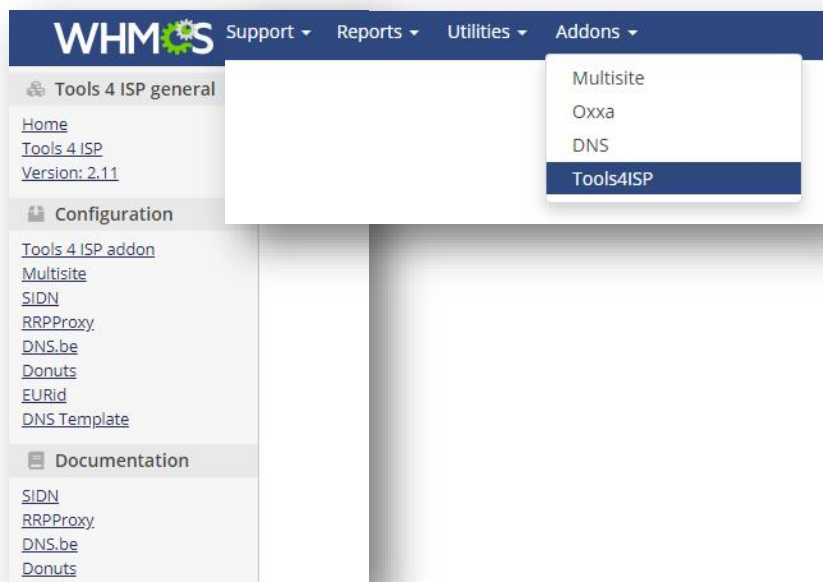 WHMCS
Support Reports Utilities Addons
Multisite
Oxxa
DNS
Tools4ISP
Tools 4 ISP general
Home
Tools 4 ISP
Version: 2.11
Configuration
Tools 4 ISP addon
Multisite
SIDN
RRPProxy
DNS.be
Donuts
EURid
DNS Template
Documentation
SIDN
RRPProxy
DNS.be
Donuts